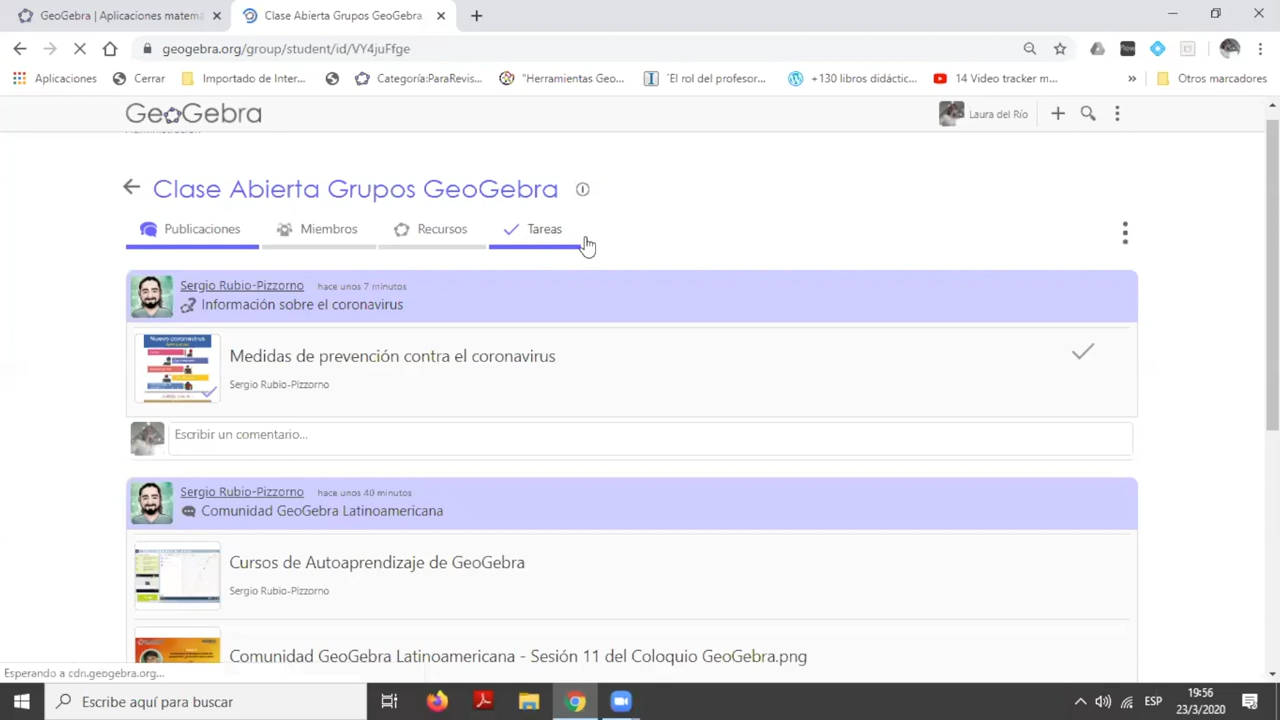 GeoGebra | Aplicaciones matem
Clase Abierta Grupos GeoGebra
geogebra.org/group/student/id/VY4juFfge
Aplicaciones
Cerrar
Importado de Inter...
Categoría:ParaRevis...
"Herramientas Geo...
'El rol del profesor...
+130 libros didáctic...
14 Video tracker m...
»
Otros marcadores
GeoGebra
Laura del Río
Clase Abierta Grupos GeoGebra
Publicaciones
Miembros
Recursos
Tareas
Sergio Rubio-Pizzorno hace unos 7 minutos
Información sobre el coronavirus
Medidas de prevención contra el coronavirus
Sergio Rubio-Pizzorno
Escribir un comentario...
Sergio Rubio-Pizzorno hace unos 40 minutos
Comunidad GeoGebra Latinoamericana
Cursos de Autoaprendizaje de GeoGebra
Sergio Rubio-Pizzorno
Comunidad GeoGebra Latinoamericana - Sesión 11 del Coloquio GeoGebra.png
Esperando a cdn.geogebra.org...
Escribe aquí para buscar
ESP
19:56
23/3/2020